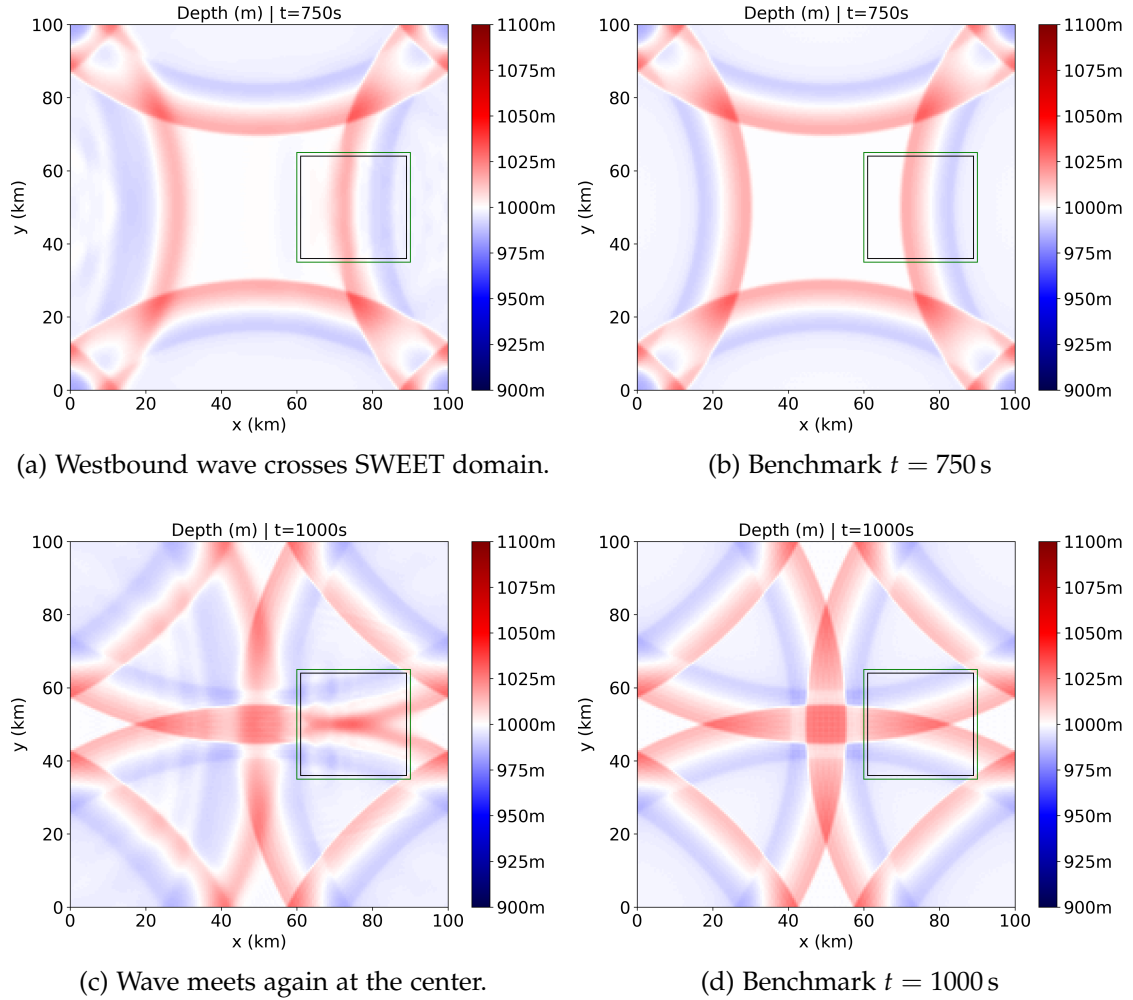 Depth (m) | t=750s
100
80
60
40
20
0
y (km)
0 20 40 60 80 100
x (km)
1100m
1075m
1050m
1025m
1000m
975m
950m
925m
900m
Depth (m) | t=750s
100
80
60
40
20
0
y (km)
0 20 40 60 80 100
x (km)
1100m
1075m
1050m
1025m
1000m
975m
950m
925m
900m
(a) Westbound wave crosses SWEET domain.
(b) Benchmark t = 750 s
Depth (m) | t=1000s
100
80
60
40
20
0
y (km)
0 20 40 60 80 100
x (km)
1100m
1075m
1050m
1025m
1000m
975m
950m
925m
900m
Depth (m) | t=1000s
100
80
60
40
20
0
y (km)
0 20 40 60 80 100
x (km)
1100m
1075m
1050m
1025m
1000m
975m
950m
925m
900m
(c) Wave meets again at the center.
(d) Benchmark t = 1000 s